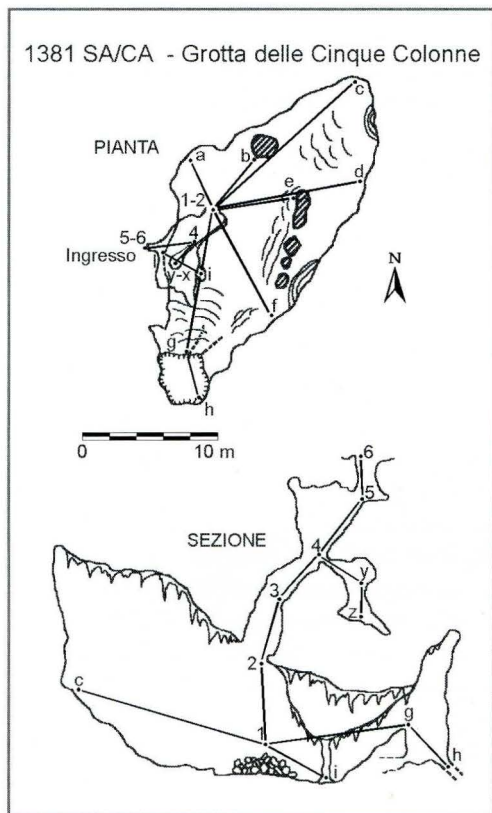 1381 SA/CA - Grotta delle Cinque Colonne
PIANTA
c
a
b
d
e
1-2
4
5-6
Ingresso
y-x
i
N
f
g
h
0 10 m
6
5
SEZIONE
4
y
3
z
2
c
g
1
h
i